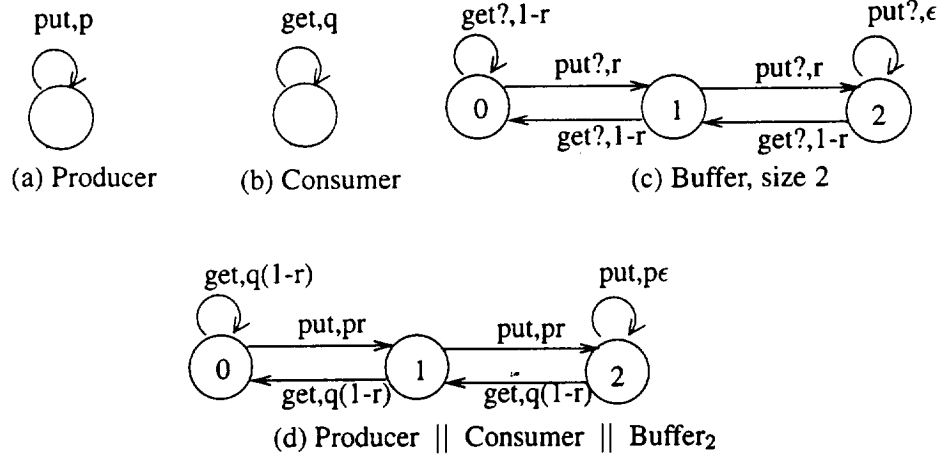 put,p
get,q
get?,1-r
put?,r
put?,r
put?,ϵ
0
1
2
get?,1-r
get?,1-r
(a) Producer
(b) Consumer
(c) Buffer, size 2
get,q(1-r)
put,pr
put,pr
put,pϵ
0
1
2
get,q(1-r)
get,q(1-r)
(d) Producer || Consumer || Buffer₂